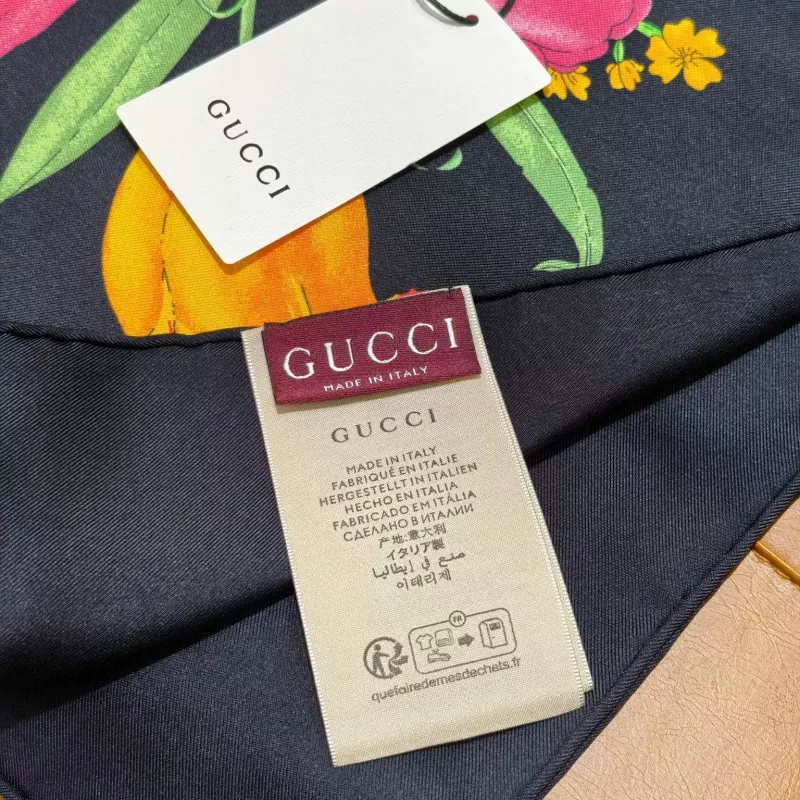 GUCCI
GUCCI
MADE IN ITALY
GUCCI
MADE IN ITALY
FABRIQUÉ EN ITALIE
HERGESTELLT IN ITALIEN
HECHO EN ITALIA
FABRICADO EM ITÁLIA
СДЕЛАНО В ИТАЛИИ
产地:意大利
イタリア製
صنع في إيطاليا
이태리제
FR
quefairedemesdechets.fr